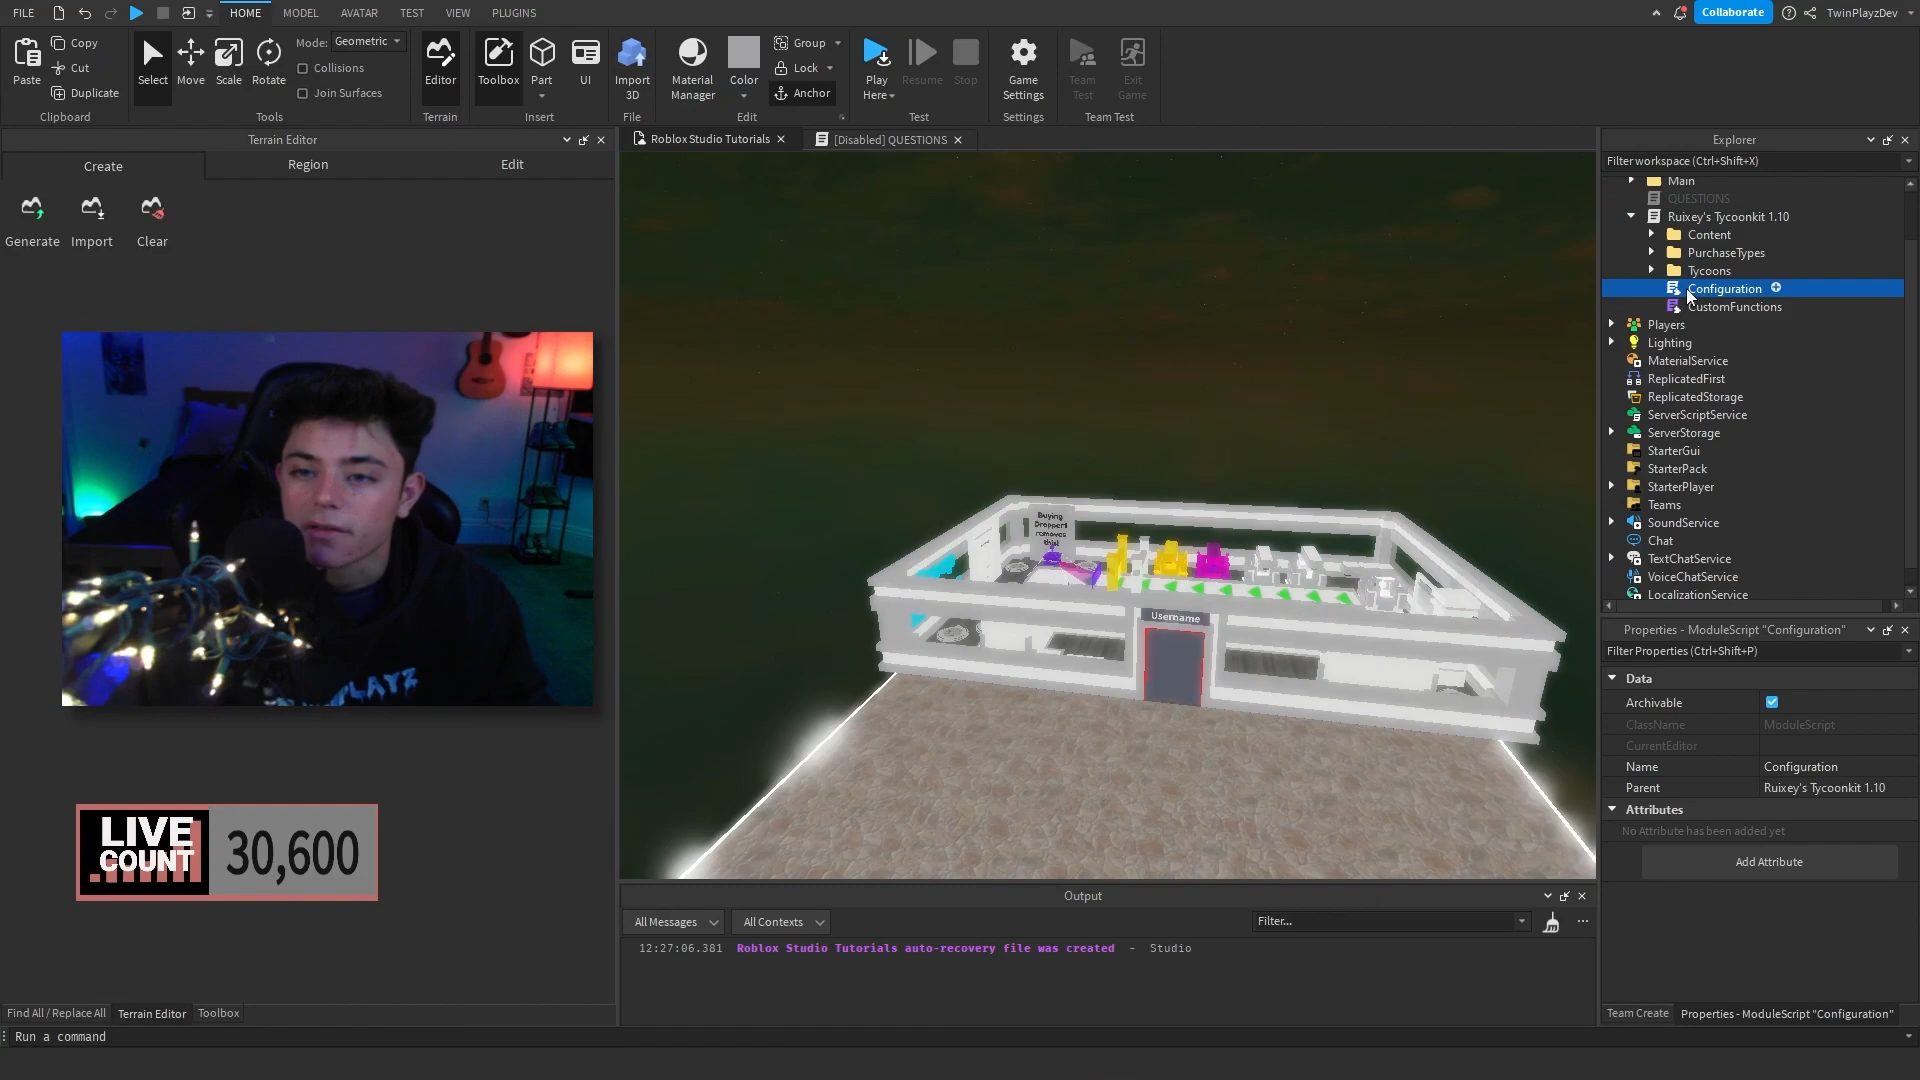 FILE
HOME
MODEL
AVATAR
TEST
VIEW
PLUGINS
Collaborate
TwinPlayzDev
Paste
Copy
Cut
Duplicate
Clipboard
Select
Move
Scale
Rotate
Mode: Geometric
Collisions
Join Surfaces
Tools
Editor
Terrain
Toolbox
Part
UI
Insert
Import
3D
File
Material
Manager
Color
Group
Lock
Anchor
Edit
Play
Here
Resume
Stop
Test
Game
Settings
Settings
Team
Test
Exit
Game
Team Test
Terrain Editor
Create
Region
Edit
Generate
Import
Clear
LIVE
COUNT
30,600
PLAYZ
Find All / Replace All
Terrain Editor
Toolbox
Run a command
Roblox Studio Tutorials
[Disabled] QUESTIONS
Buying
Dropper1
removes
this!
Username
Output
All Messages
All Contexts
Filter...
12:27:06.381 Roblox Studio Tutorials auto-recovery file was created - Studio
Explorer
Filter workspace (Ctrl+Shift+X)
Main
QUESTIONS
Ruixey's Tycoonkit 1.10
Content
PurchaseTypes
Tycoons
Configuration
CustomFunctions
Players
Lighting
MaterialService
ReplicatedFirst
ReplicatedStorage
ServerScriptService
ServerStorage
StarterGui
StarterPack
StarterPlayer
Teams
SoundService
Chat
TextChatService
VoiceChatService
LocalizationService
Properties - ModuleScript "Configuration"
Filter Properties (Ctrl+Shift+P)
Data
Archivable
ClassName ModuleScript
CurrentEditor
Name Configuration
Parent Ruixey's Tycoonkit 1.10
Attributes
No Attribute has been added yet
Add Attribute
Team Create
Properties - ModuleScript "Configuration"